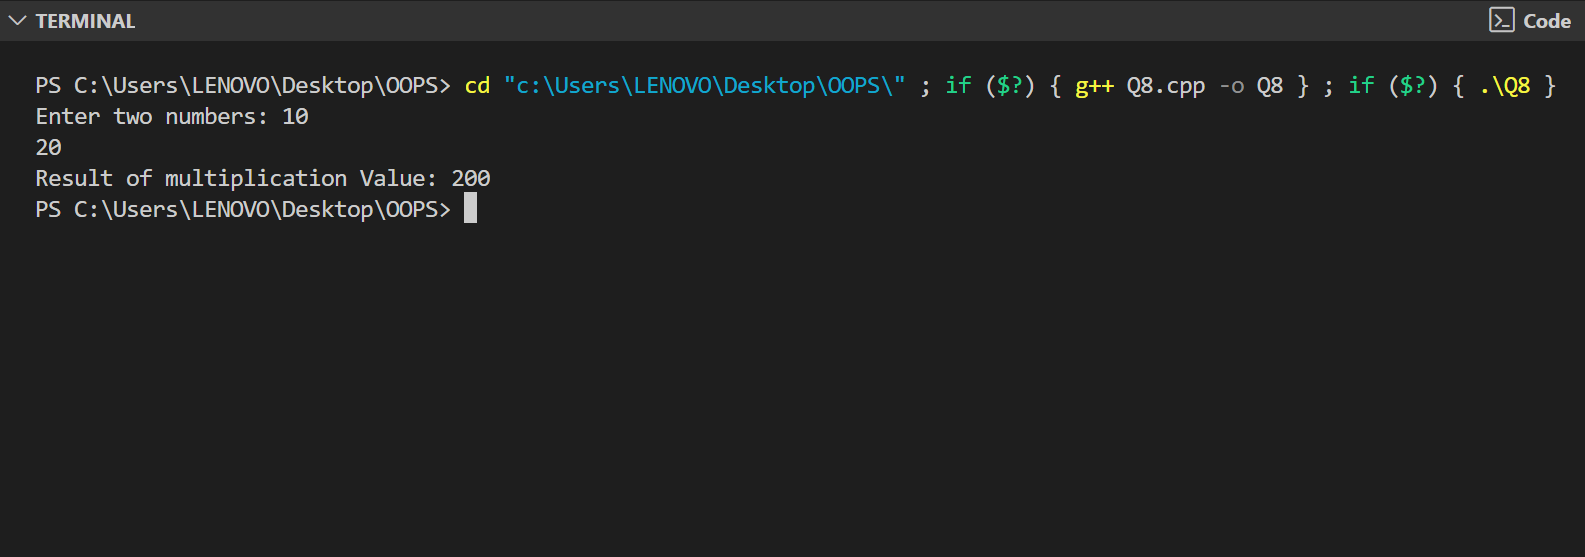 TERMINAL
Code
PS C:\Users\LENOVO\Desktop\OOPS> cd "c:\Users\LENOVO\Desktop\OOPS\" ; if ($?) { g++ Q8.cpp -o Q8 } ; if ($?) { .\Q8 }
Enter two numbers: 10
20
Result of multiplication Value: 200
PS C:\Users\LENOVO\Desktop\OOPS>